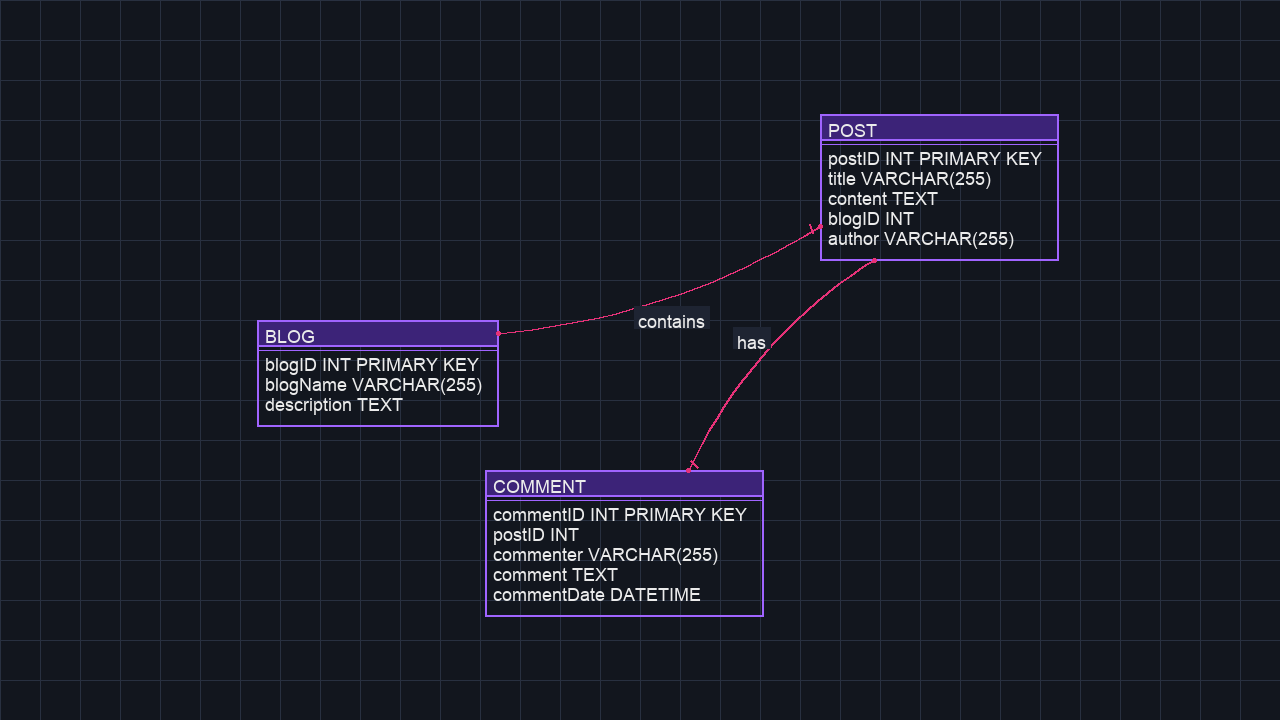 POST
postID INT PRIMARY KEY
title VARCHAR(255)
content TEXT
blogID INT
author VARCHAR(255)
contains
has
BLOG
blogID INT PRIMARY KEY
blogName VARCHAR(255)
description TEXT
COMMENT
commentID INT PRIMARY KEY
postID INT
commenter VARCHAR(255)
comment TEXT
commentDate DATETIME